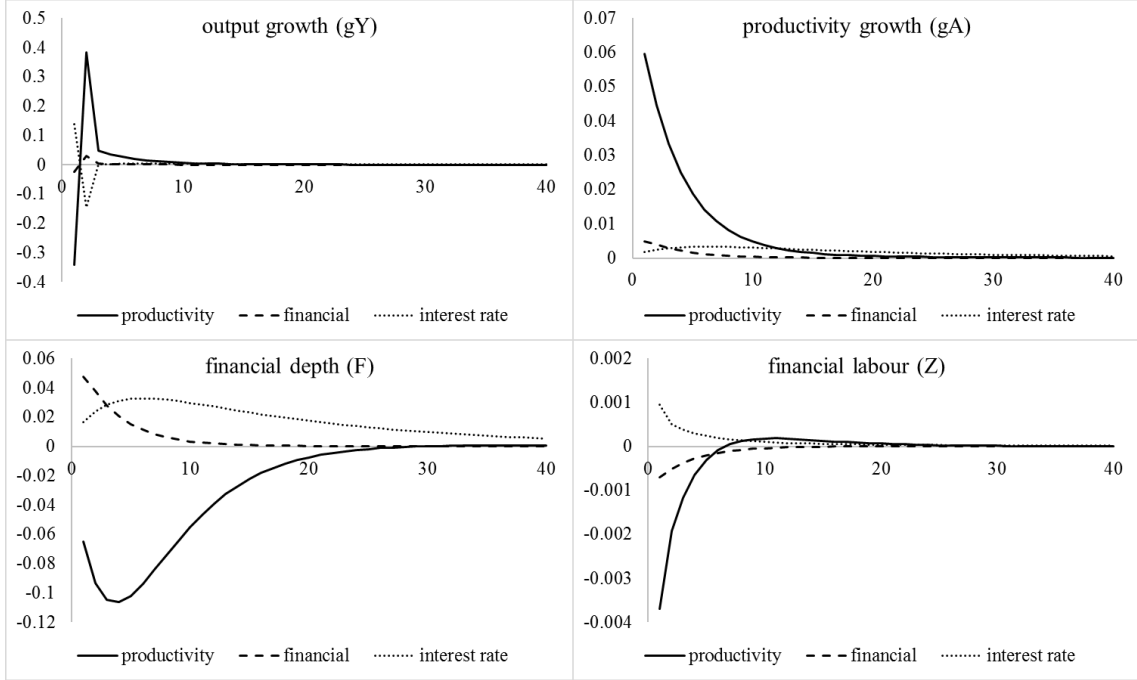 output growth (gY)
0.5
0.4
0.3
0.2
0.1
0
-0.1
-0.2
-0.3
-0.4
0 10 20 30 40
productivity financial interest rate
productivity growth (gA)
0.07
0.06
0.05
0.04
0.03
0.02
0.01
0
0 10 20 30 40
productivity financial interest rate
financial depth (F)
0.06
0.04
0.02
0
-0.02
-0.04
-0.06
-0.08
-0.1
-0.12
0 10 20 30 40
productivity financial interest rate
financial labour (Z)
0.002
0.001
0
-0.001
-0.002
-0.003
-0.004
0 10 20 30 40
productivity financial interest rate